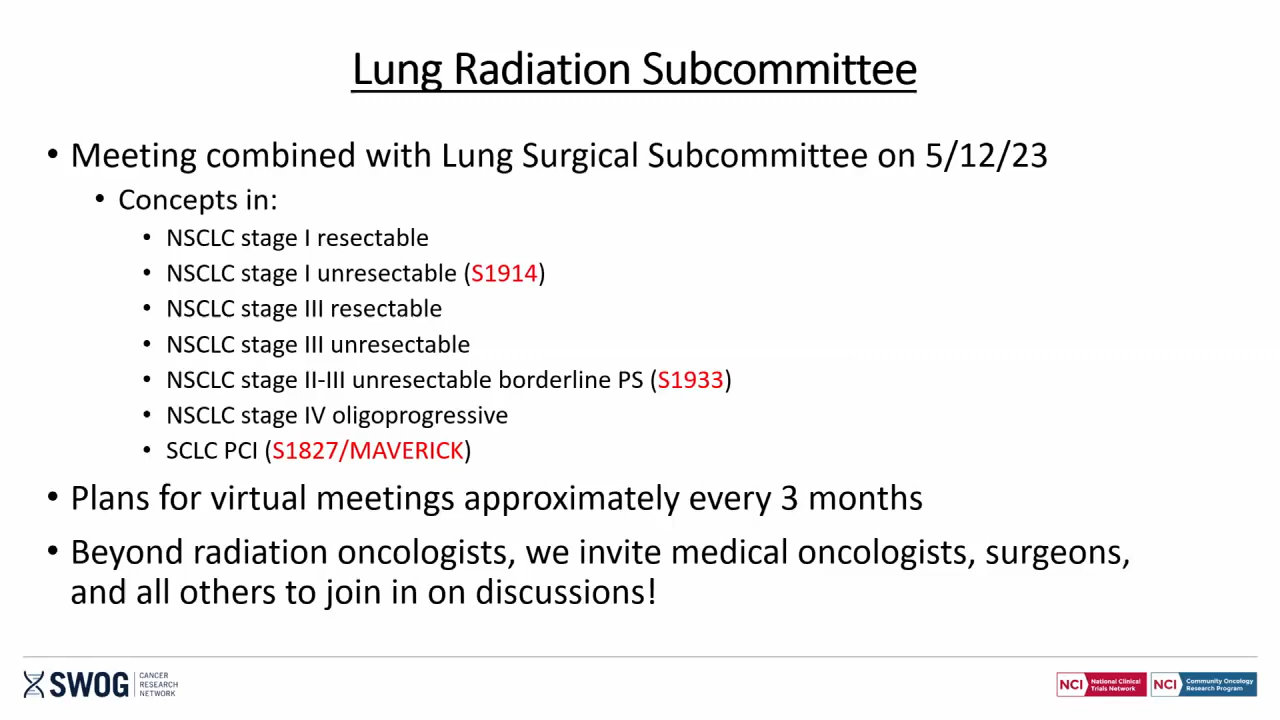 Lung Radiation Subcommittee
• Meeting combined with Lung Surgical Subcommittee on 5/12/23
• Concepts in:
• NSCLC stage I resectable
• NSCLC stage I unresectable (S1914)
• NSCLC stage III resectable
• NSCLC stage III unresectable
• NSCLC stage II-III unresectable borderline PS (S1933)
• NSCLC stage IV oligoprogressive
• SCLC PCI (S1827/MAVERICK)
• Plans for virtual meetings approximately every 3 months
• Beyond radiation oncologists, we invite medical oncologists, surgeons,
and all others to join in on discussions!
SWOG
CANCER
RESEARCH
NETWORK
NCI
National Clinical
Trials Network
NCI
Community Oncology
Research Program